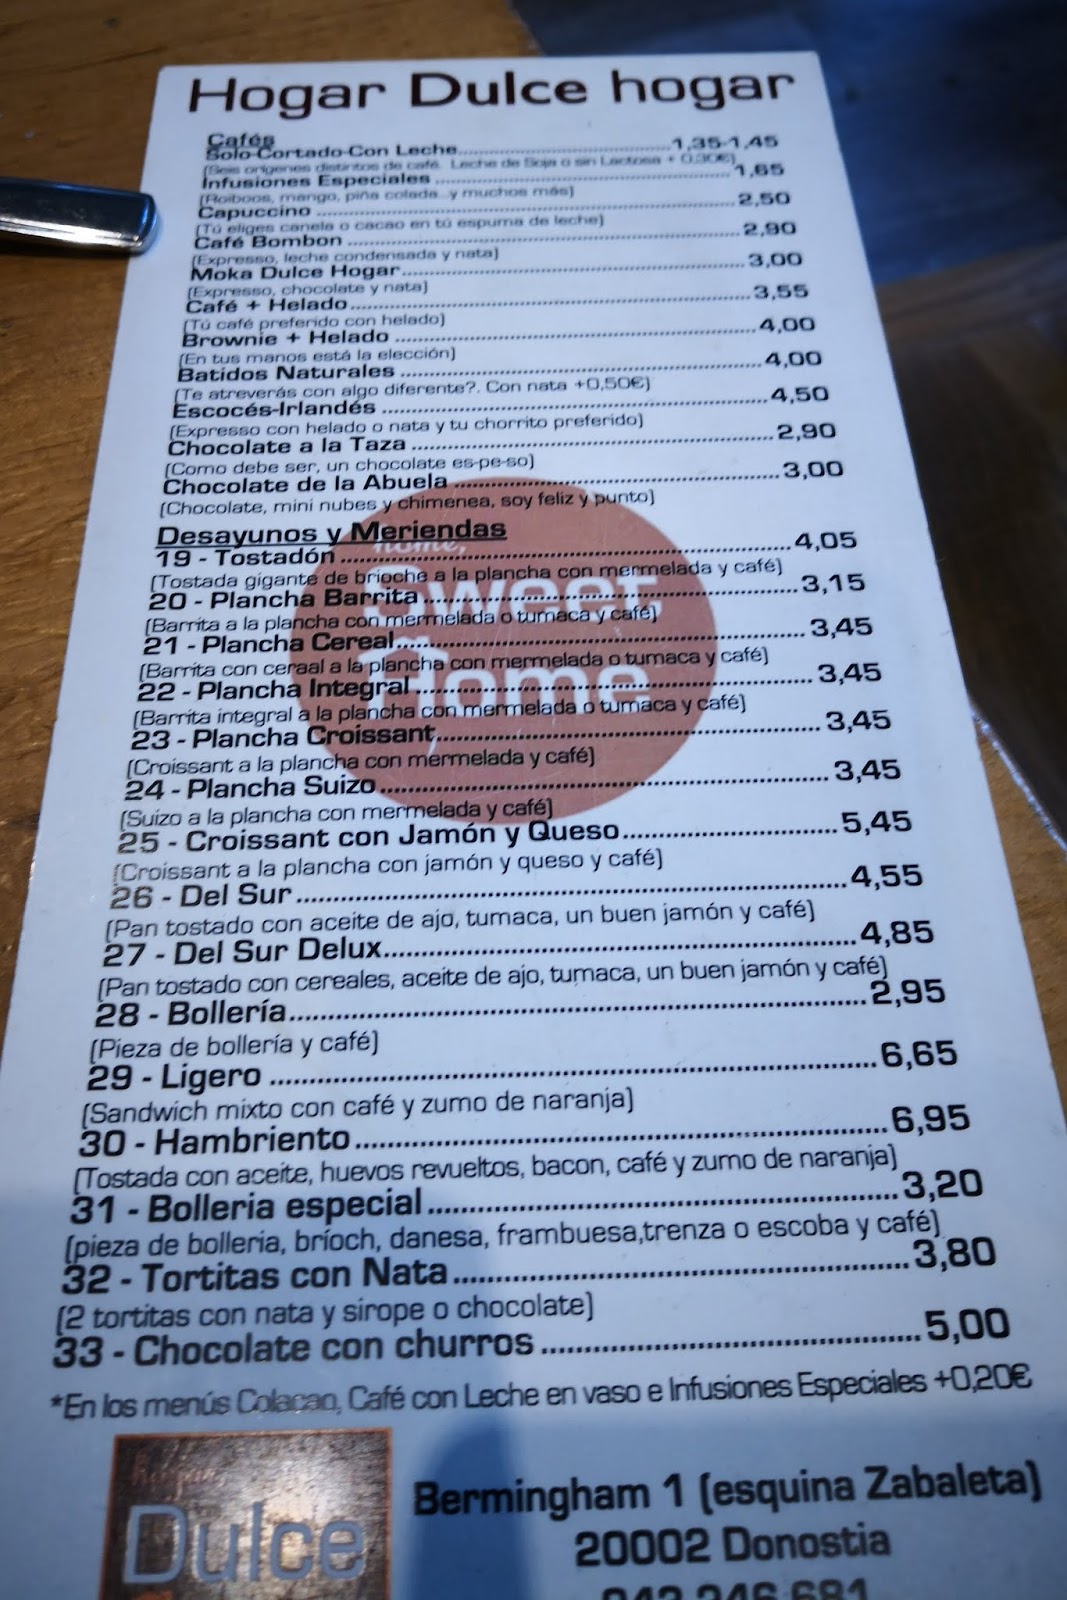 Hogar Dulce hogar
Cafés
Solo-Cortado-Con Leche..........1,35-1,45
(Seis orígenes distintos de café. Leche de Soja o sin Lactosa + 0,30€)
Infusiones Especiales..........1,65
(Roiboos, mango, piña colada...y muchos más)
Capuccino..........2,50
(Tú eliges canela o cacao en tú espuma de leche)
Café Bombon..........2,90
(Expresso, leche condensada y nata)
Moka Dulce Hogar..........3,00
(Expresso, chocolate y nata)
Café + Helado..........3,55
(Tú café preferido con helado)
Brownie + Helado..........4,00
(En tus manos está la elección)
Batidos Naturales..........4,00
(Te atreverás con algo diferente?. Con nata +0,50€)
Escocés-Irlandés..........4,50
(Expresso con helado o nata y tu chorrito preferido)
Chocolate a la Taza..........2,90
(Como debe ser, un chocolate es-pe-so)
Chocolate de la Abuela..........3,00
(Chocolate, mini nubes y chimenea, soy feliz y punto)
Desayunos y Meriendas
19 - Tostadón..........4,05
(Tostada gigante de brioche a la plancha con mermelada y café)
20 - Plancha Barrita..........3,15
(Barrita a la plancha con mermelada o tumaca y café)
21 - Plancha Cereal..........3,45
(Barrita con ceraal a la plancha con mermelada o tumaca y café)
22 - Plancha Integral..........3,45
(Barrita integral a la plancha con mermelada o tumaca y café)
23 - Plancha Croissant..........3,45
(Croissant a la plancha con mermelada y café)
24 - Plancha Suizo..........3,45
(Suizo a la plancha con mermelada y café)
25 - Croissant con Jamón y Queso..........5,45
(Croissant a la plancha con jamón y queso y café)
26 - Del Sur..........4,55
(Pan tostado con aceite de ajo, tumaca, un buen jamón y café)
27 - Del Sur Delux..........4,85
(Pan tostado con cereales, aceite de ajo, tumaca, un buen jamón y café)
28 - Bollería..........2,95
(Pieza de bollería y café)
29 - Ligero..........6,65
(Sandwich mixto con café y zumo de naranja)
30 - Hambriento..........6,95
(Tostada con aceite, huevos revueltos, bacon, café y zumo de naranja)
31 - Bolleria especial..........3,20
(pieza de bolleria, brioch, danesa, frambuesa,trenza o escoba y café)
32 - Tortitas con Nata..........3,80
(2 tortitas con nata y sirope o chocolate)
33 - Chocolate con churros..........5,00
*En los menús Colacao, Café con Leche en vaso e Infusiones Especiales +0,20€
home,
Sweet
Home
hogar,
Dulce
Bermingham 1 (esquina Zabaleta)
20002 Donostia
943 246 681